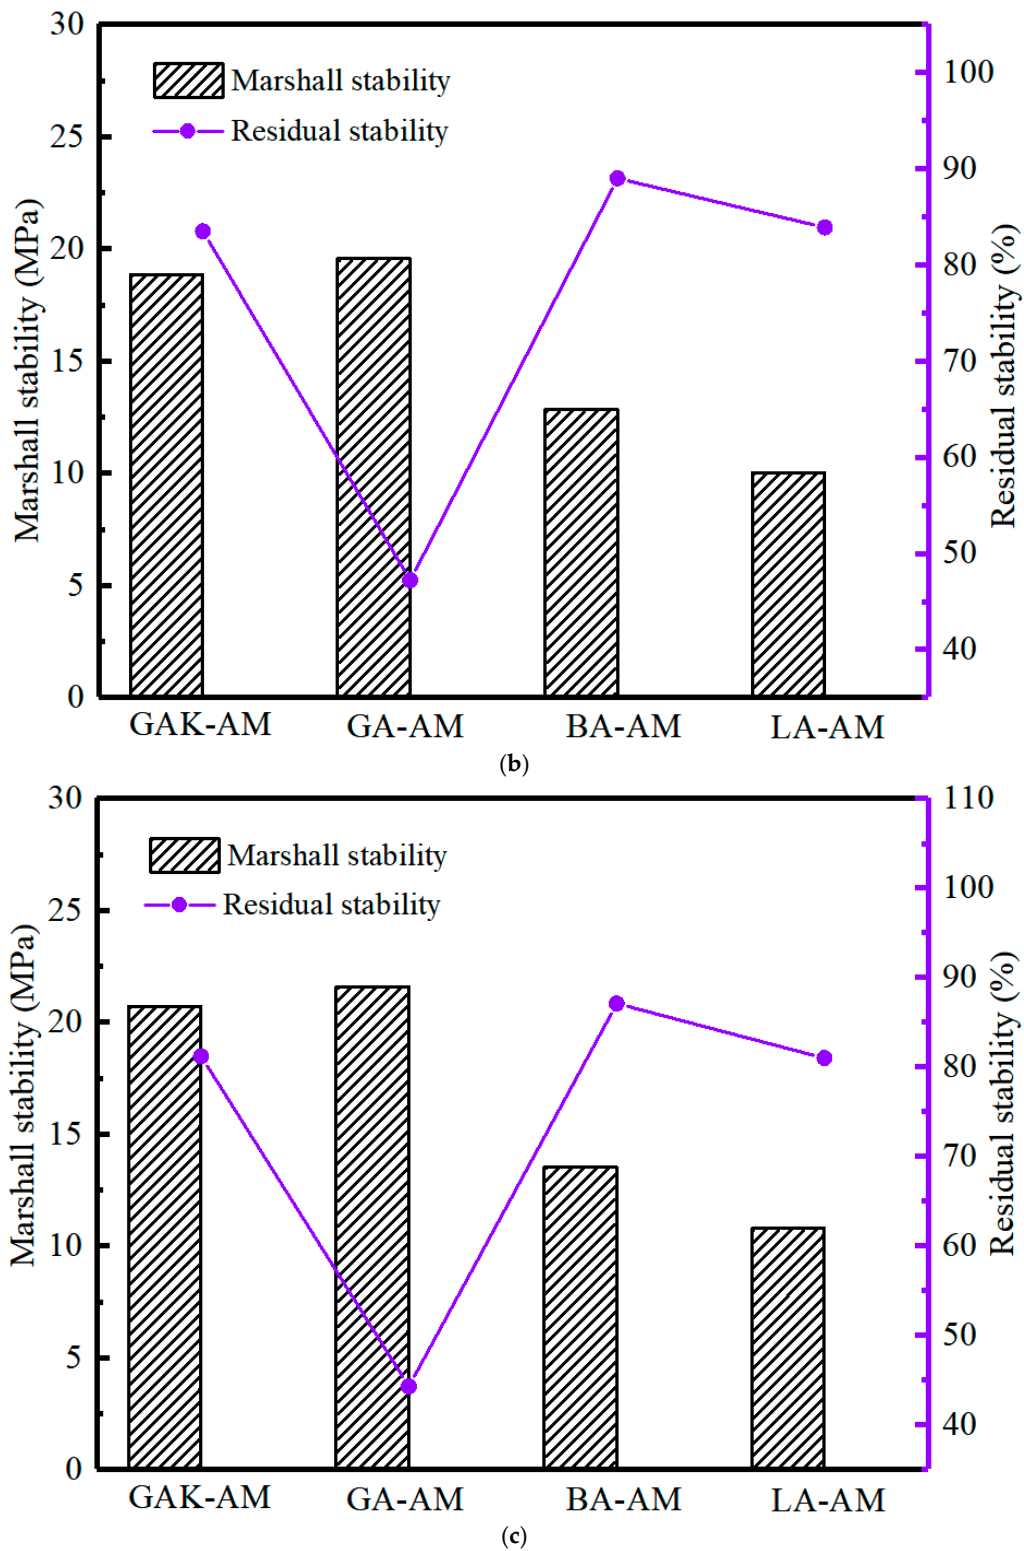 30
25
20
15
10
5
0
Marshall stability (MPa)
Marshall stability
Residual stability
100
90
80
70
60
50
40
Residual stability (%)
GAK-AM GA-AM BA-AM LA-AM
(b)
30
25
20
15
10
5
0
Marshall stability (MPa)
Marshall stability
Residual stability
110
100
90
80
70
60
50
40
Residual stability (%)
GAK-AM GA-AM BA-AM LA-AM
(c)